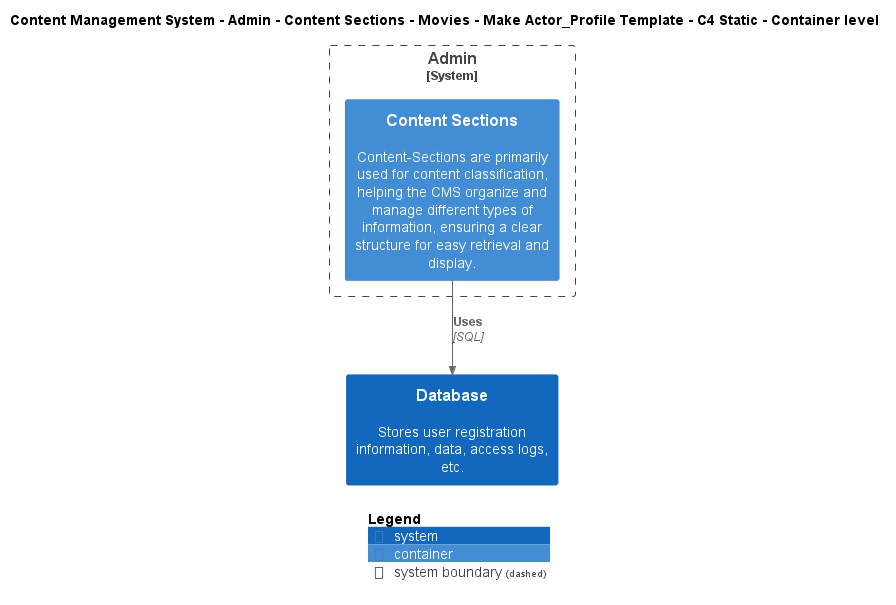 Content Management System - Admin - Content Sections - Movies - Make Actor_Profile Template - C4 Static - Container level
Admin
[System]
Content Sections
Content-Sections are primarily
used for content classification,
helping the CMS organize and
manage different types of
information, ensuring a clear
structure for easy retrieval and
display.
Uses
[SQL]
Database
Stores user registration
information, data, access logs,
etc.
Legend
system
container
system boundary (dashed)